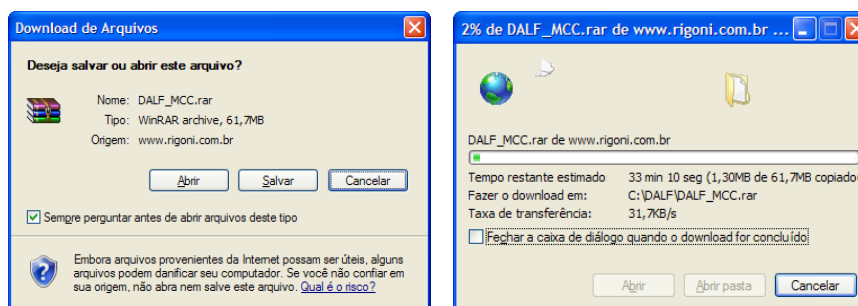 Download de Arquivos
Deseja salvar ou abrir este arquivo?
Nome: DALF_MCC.rar
Tipo: WinRAR archive, 61,7MB
Origem: www.rigoni.com.br
Abrir Salvar Cancelar
Sempre perguntar antes de abrir arquivos deste tipo
Embora arquivos provenientes da Internet possam ser úteis, alguns
arquivos podem danificar seu computador. Se você não confiar em
sua origem, não abra nem salve este arquivo. Qual é o risco?
2% de DALF_MCC.rar de www.rigoni.com.br ...
DALF_MCC.rar de www.rigoni.com.br
Tempo restante estimado 33 min 10 seg (1,30MB de 61,7MB copiado
Fazer o download em: C:\DALF\DALF_MCC.rar
Taxa de transferência: 31,7KB/s
Fechar a caixa de diálogo quando o download for concluído
Abrir Abrir pasta Cancelar